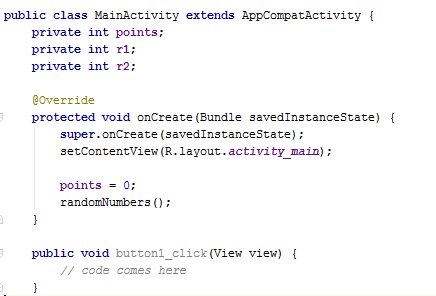 public class MainActivity extends AppCompatActivity {
    private int points;
    private int r1;
    private int r2;

    @Override
    protected void onCreate(Bundle savedInstanceState) {
        super.onCreate(savedInstanceState);
        setContentView(R.layout.activity_main);

        points = 0;
        randomNumbers();
    }

    public void button1_click(View view) {
        // code comes here
    }